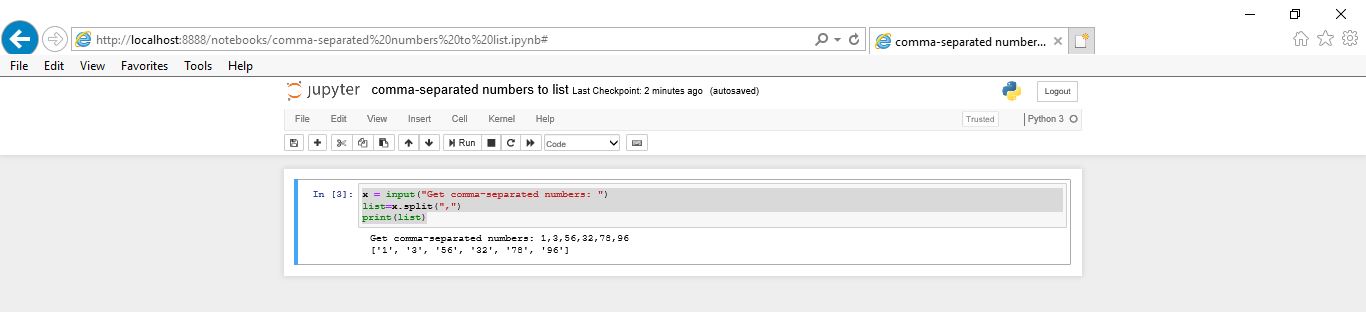 http://localhost:8888/notebooks/comma-separated%20numbers%20to%20list.ipynb#
comma-separated number...
File Edit View Favorites Tools Help
jupyter comma-separated numbers to list Last Checkpoint: 2 minutes ago (autosaved)
Logout
File Edit View Insert Cell Kernel Help
Trusted
Python 3
Run
Code
In [3]: x = input("Get comma-separated numbers: ")
list=x.split(",")
print(list)
Get comma-separated numbers: 1,3,56,32,78,96
['1', '3', '56', '32', '78', '96']